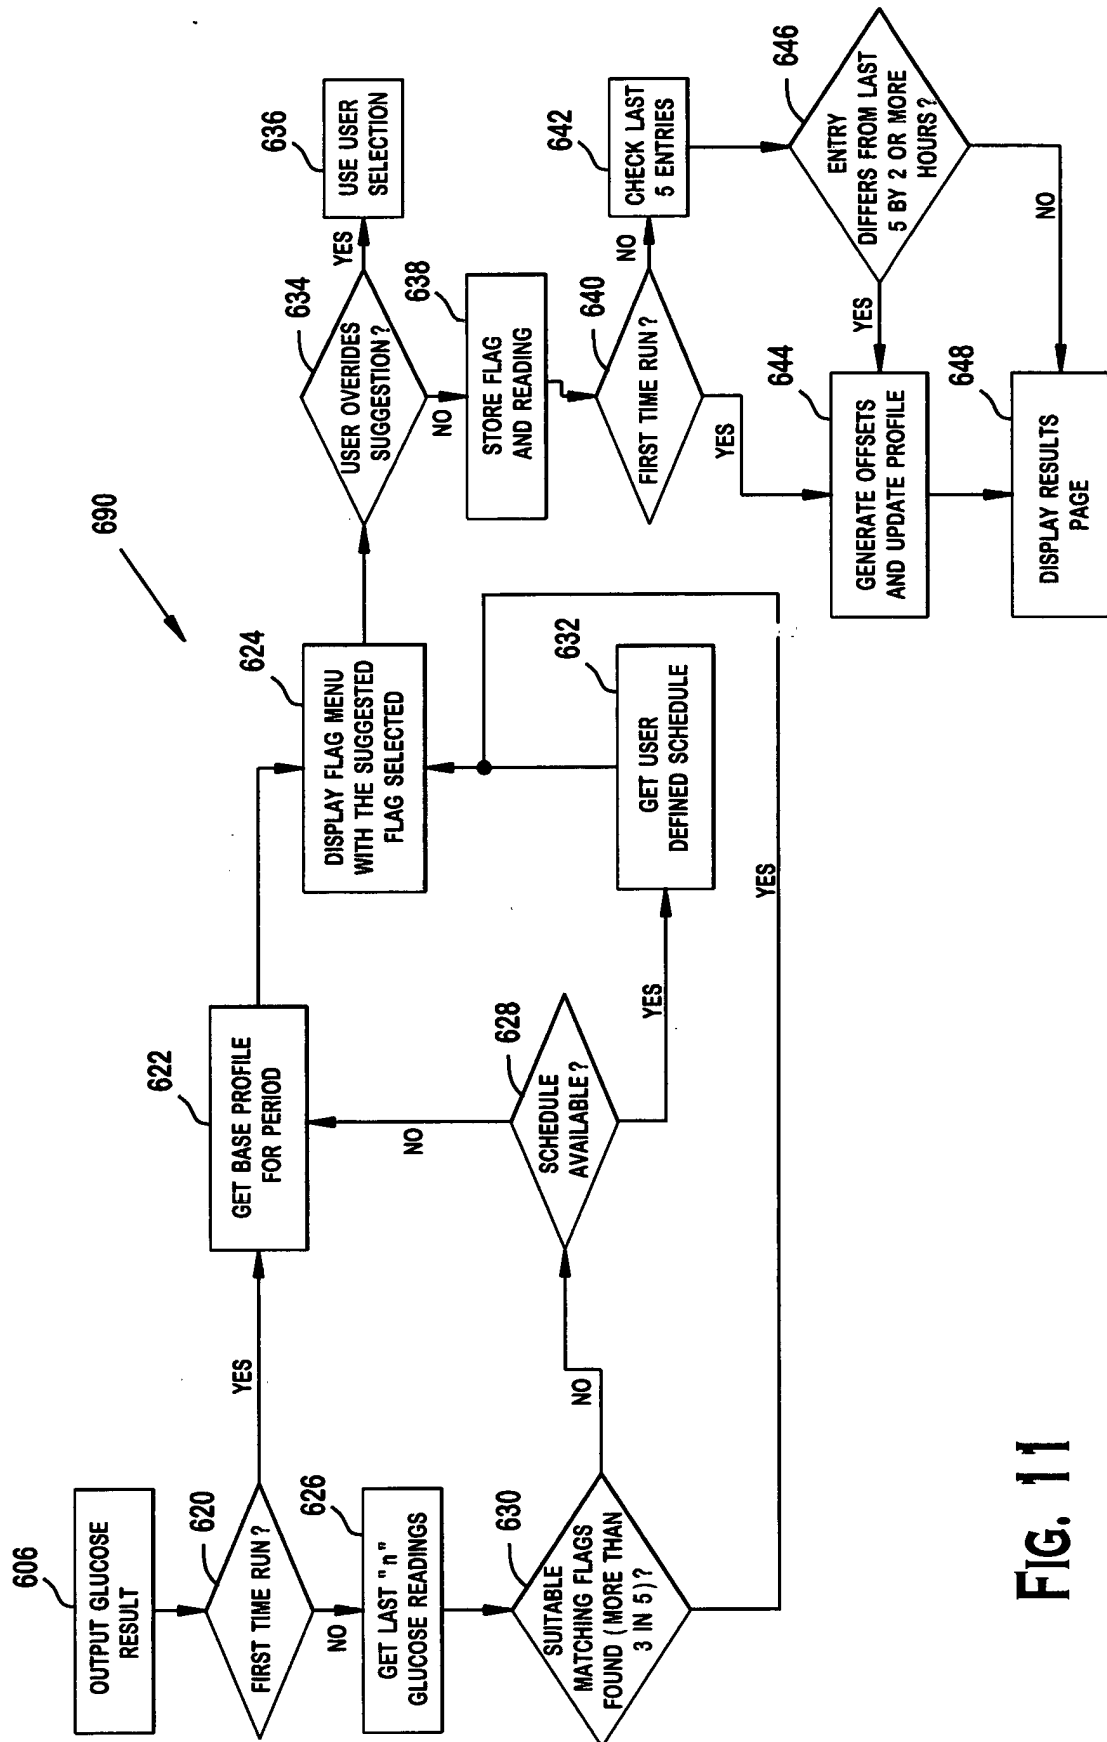 690
606
OUTPUT GLUCOSE
RESULT
620
FIRST TIME RUN?
YES
NO
622
GET BASE PROFILE
FOR PERIOD
626
GET LAST "n"
GLUCOSE READINGS
630
SUITABLE
MATCHING FLAGS
FOUND (MORE THAN
3 IN 5)?
NO
YES
628
SCHEDULE
AVAILABLE?
NO
YES
632
GET USER
DEFINED SCHEDULE
624
DISPLAY FLAG MENU
WITH THE SUGGESTED
FLAG SELECTED
634
USER OVERIDES
SUGGESTION?
YES
NO
636
USE USER
SELECTION
638
STORE FLAG
AND READING
640
FIRST TIME RUN?
NO
YES
642
CHECK LAST
5 ENTRIES
646
ENTRY
DIFFERS FROM LAST
5 BY 2 OR MORE
HOURS?
YES
NO
644
GENERATE OFFSETS
AND UPDATE PROFILE
648
DISPLAY RESULTS
PAGE
FIG. 11